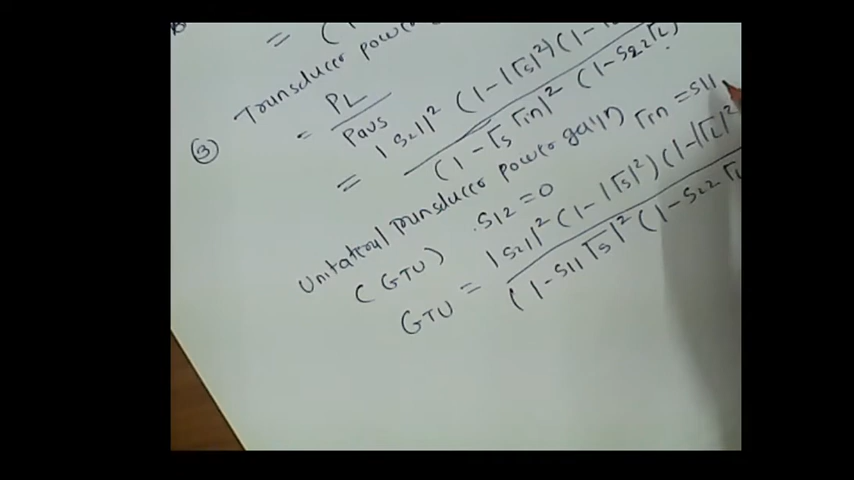 = (
Transducer power
③ = PL / Pavs
= |S21|² (1-|Γs|²) (1-
(1 - Γs Γin|² (1-S22ΓL)
Unilateral Transducer power gain Γin = S11
(GTU) S12 = 0
GTU = |S21|² (1-|Γs|²) (1-|ΓL|²
(1-S11 Γs|² (1-S22 ΓL